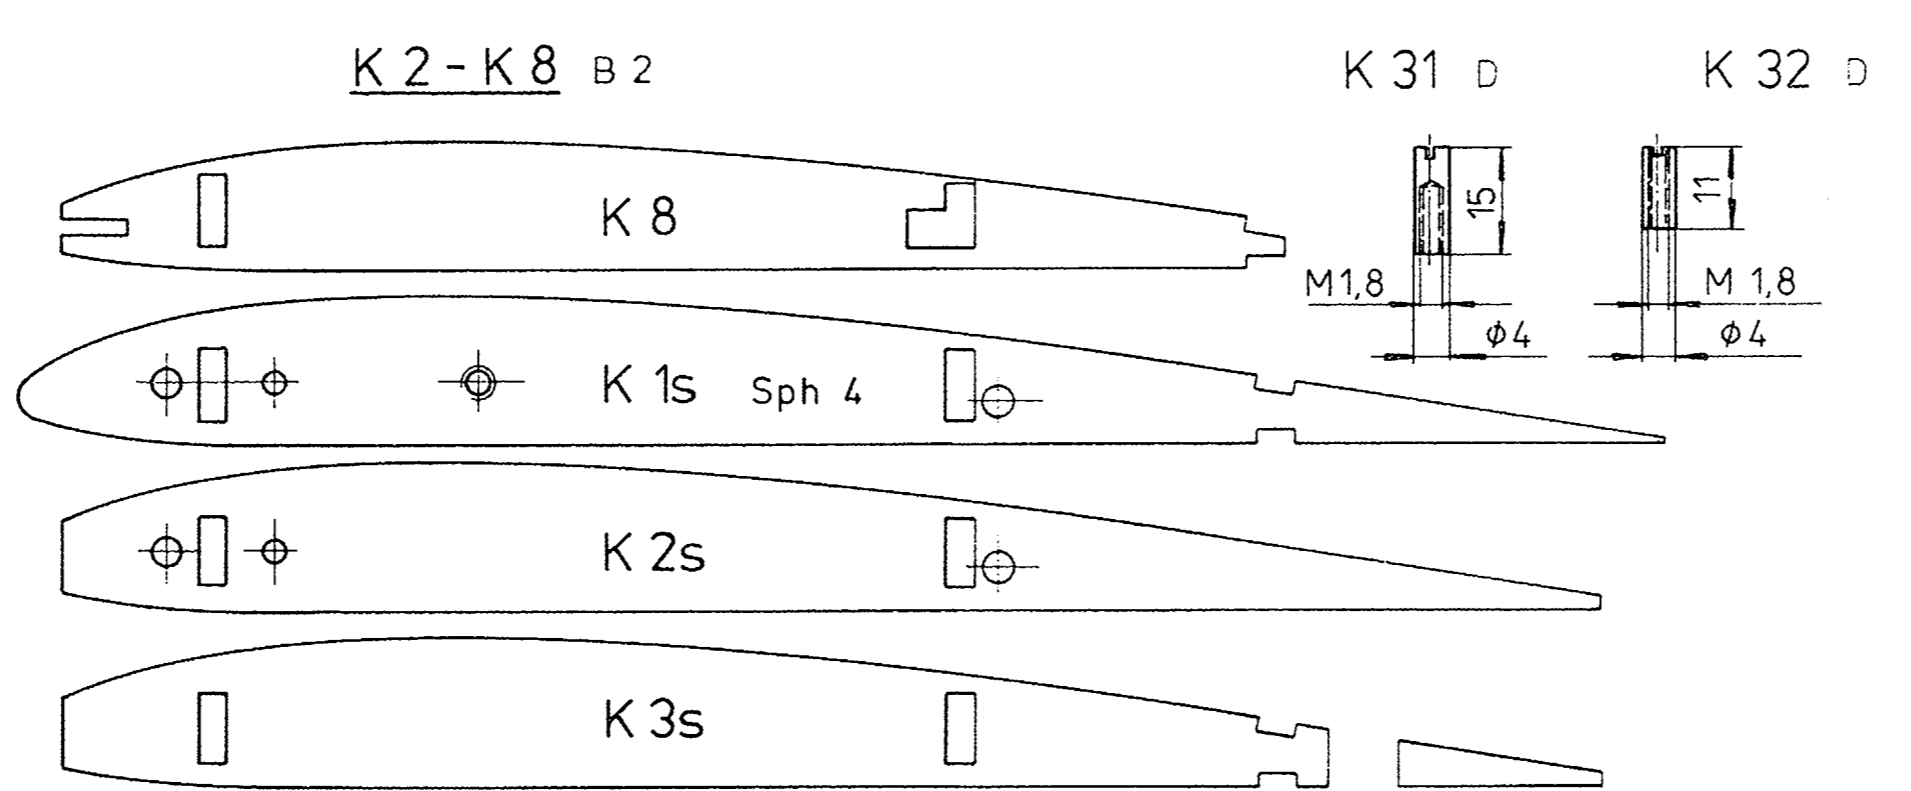 K 2 - K 8 B 2
K 31 D
K 32 D
K 8
15
11
M1,8
M 1,8
ϕ4
ϕ4
K 1s Sph 4
K 2s
K 3s